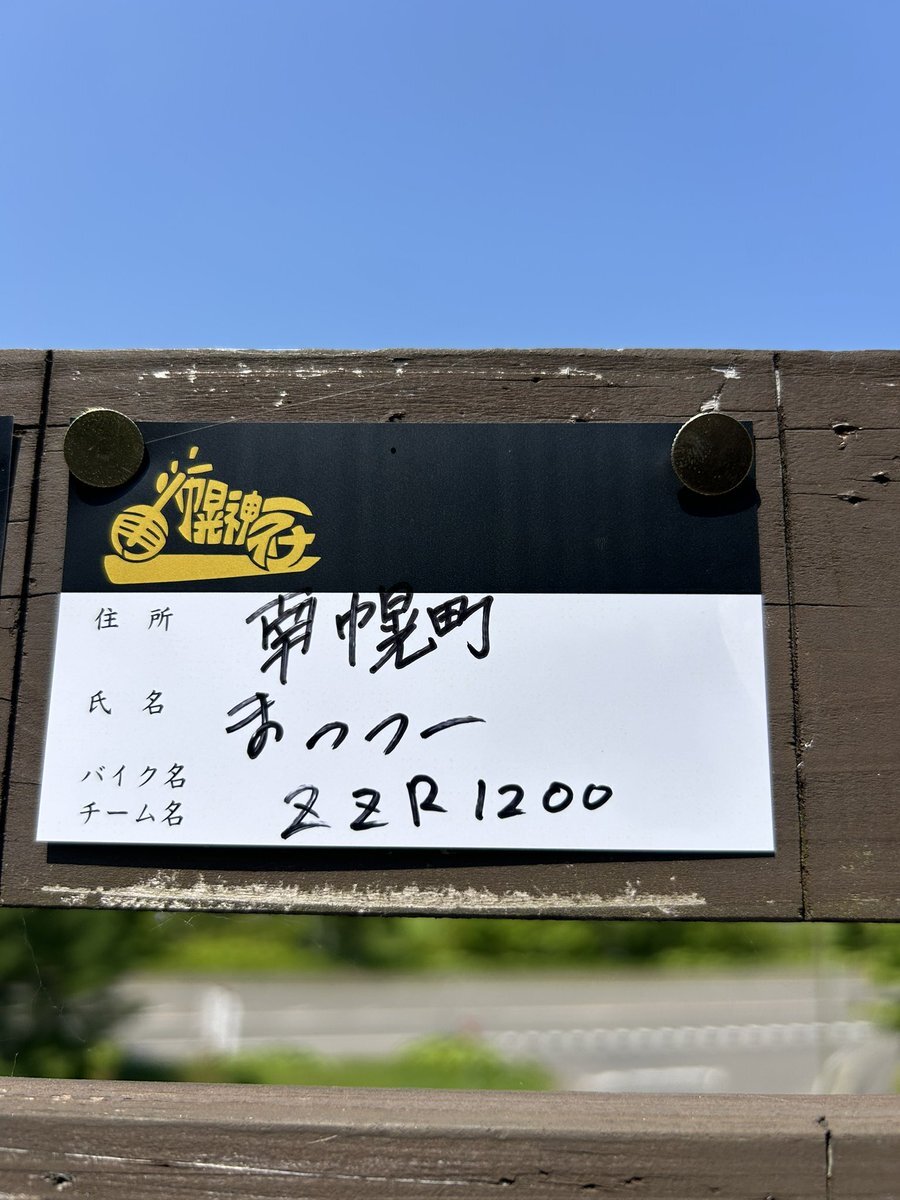 南幌神社
住所 南幌町
氏名 まっつー
バイク名
チーム名 ZZR1200